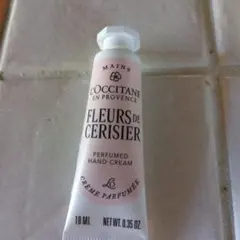 MAINS
L'OCCITANE
EN PROVENCE
FLEURS DE
CERISIER
PERFUMED
HAND CREAM
CRÈME PARFUMÉE
10 ML NET WT. 0.35 OZ.